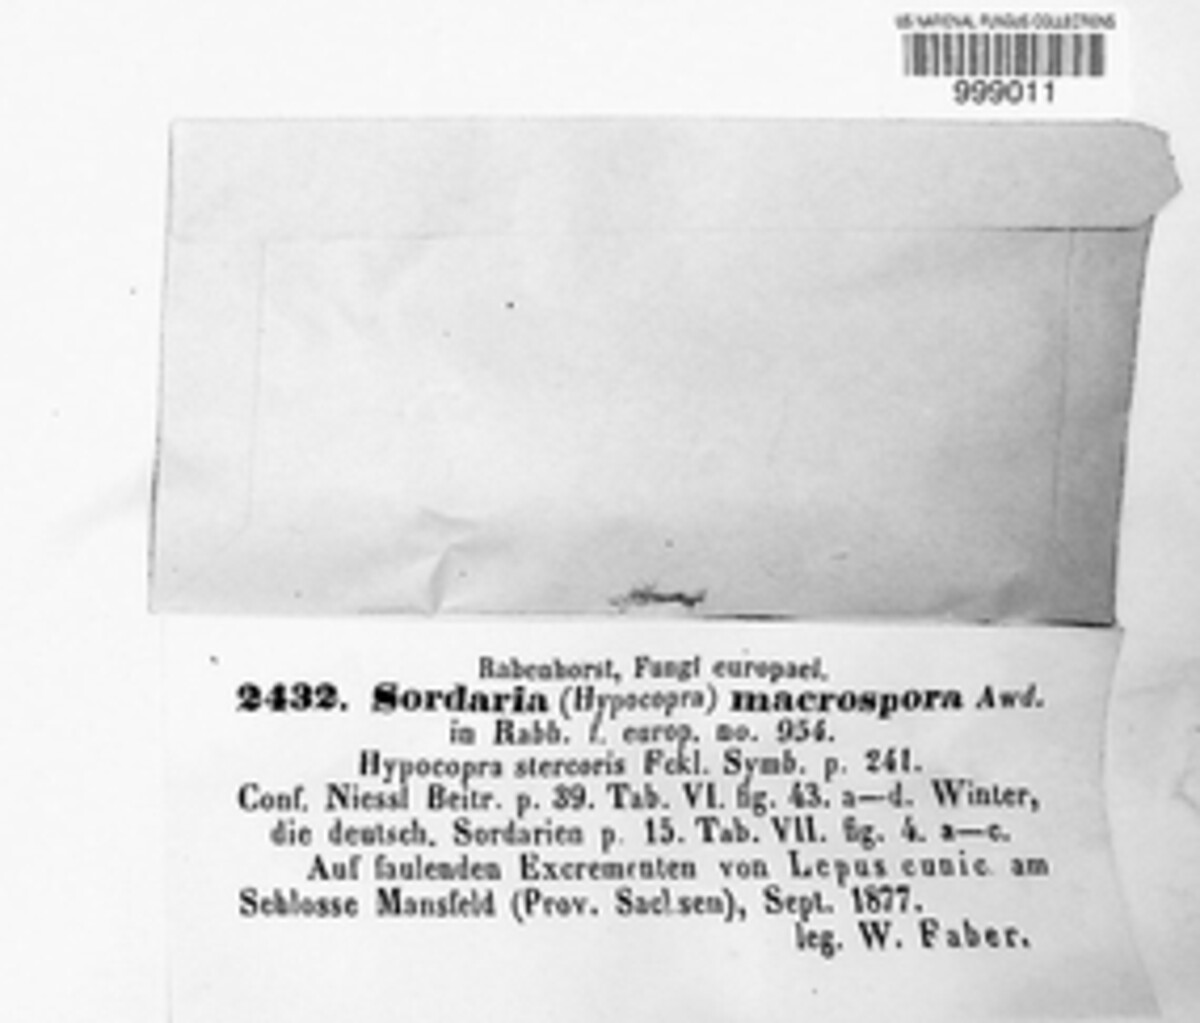 US NATIONAL FUNGUS COLLECTIONS
999011
Rabenhorst, Fungi europaei.
2432. Sordaria (Hypocopra) macrospora Awd.
in Rabh. f. europ. no. 954.
Hypocopra stercoris Fckl. Symb. p. 241.
Conf. Niessl Beitr. p. 39. Tab. VI. fig. 43. a—d. Winter,
die deutsch. Sordarien p. 15. Tab. VII. fig. 4. a—c.
Auf faulenden Excrementen von Lepus cunic. am
Schlosse Mansfeld (Prov. Sachsen), Sept. 1877.
leg. W. Faber.